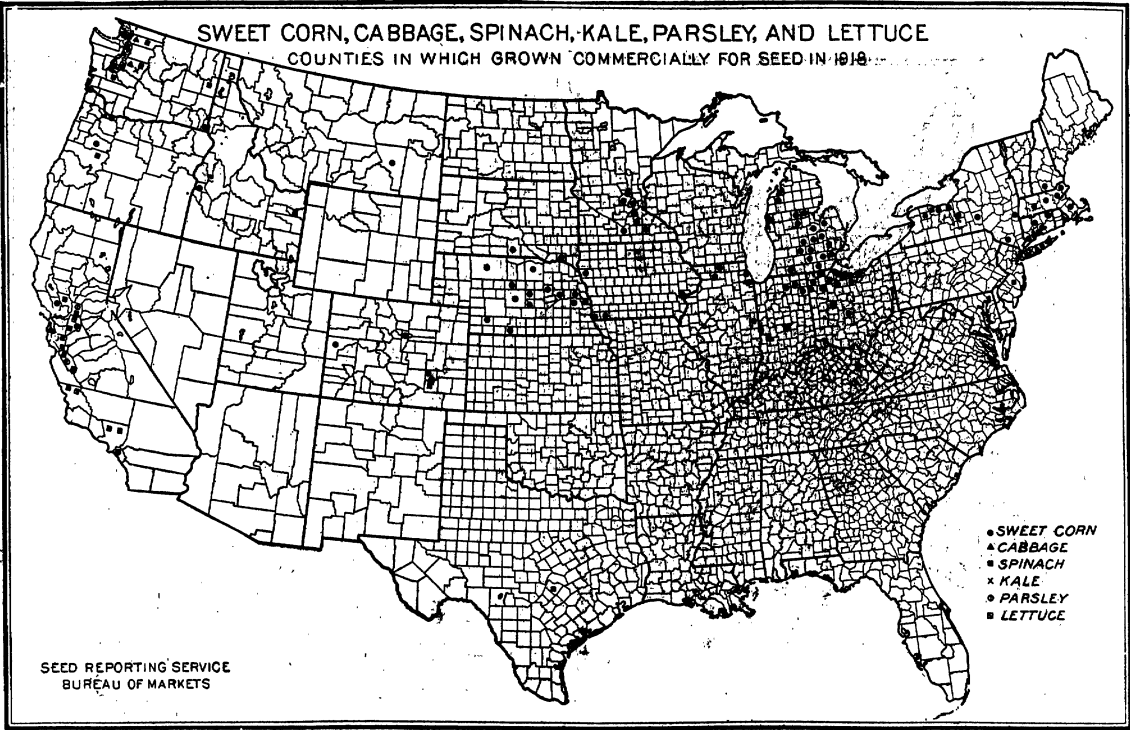 SWEET CORN, CABBAGE, SPINACH, KALE, PARSLEY, AND LETTUCE
COUNTIES IN WHICH GROWN COMMERCIALLY FOR SEED IN 1918
SWEET CORN
CABBAGE
SPINACH
KALE
PARSLEY
LETTUCE
SEED REPORTING SERVICE
BUREAU OF MARKETS